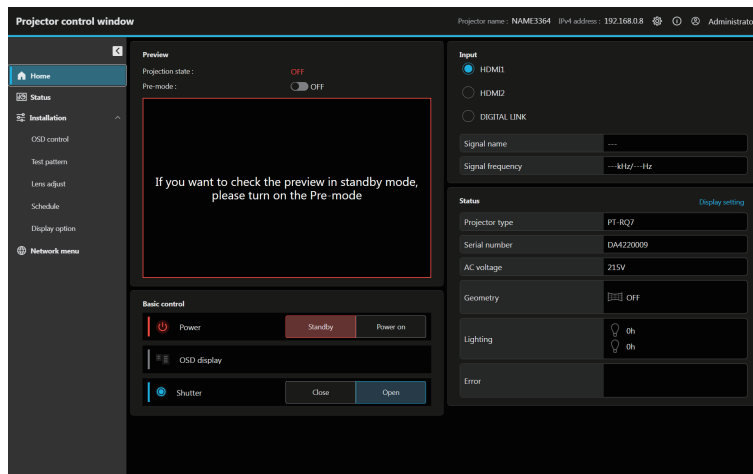 Projector control window
Projector name : NAME3364 IPv4 address : 192.168.0.8 Administrato
Home
Status
Installation
OSD control
Test pattern
Lens adjust
Schedule
Display option
Network menu
Preview
Projection state : OFF
Pre-mode : OFF
If you want to check the preview in standby mode,
please turn on the Pre-mode
Basic control
Power Standby Power on
OSD display
Shutter Close Open
Input
HDMI1
HDMI2
DIGITAL LINK
Signal name ---
Signal frequency ---kHz/---Hz
Status Display setting
Projector type PT-RQ7
Serial number DA4220009
AC voltage 215V
Geometry OFF
Lighting 0h
0h
Error